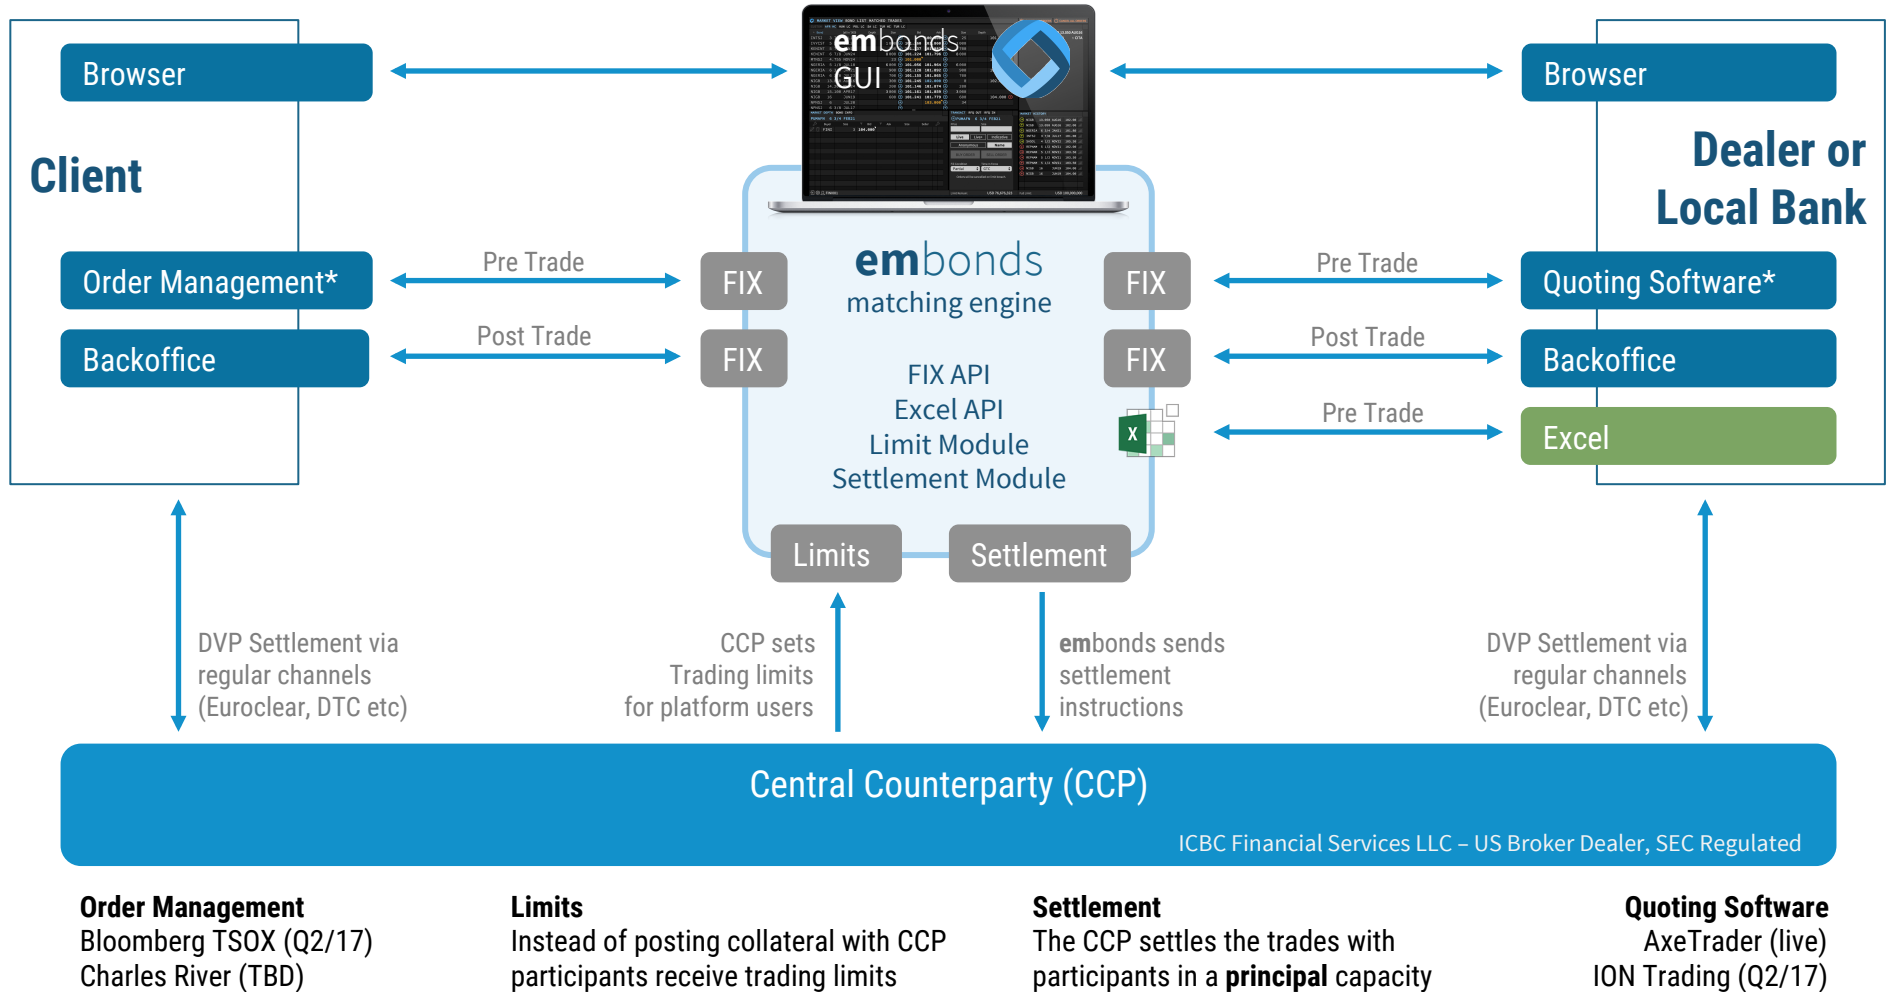 embonds
GUI
Browser
Browser
Client
Dealer or
Local Bank
Order Management*
Pre Trade
FIX
embonds
matching engine
FIX
Pre Trade
Quoting Software*
Backoffice
Post Trade
FIX
FIX
Post Trade
Backoffice
FIX API
Excel API
Limit Module
Settlement Module
X
Pre Trade
Excel
Limits
Settlement
DVP Settlement via
regular channels
(Euroclear, DTC etc)
CCP sets
Trading limits
for platform users
embonds sends
settlement
instructions
DVP Settlement via
regular channels
(Euroclear, DTC etc)
Central Counterparty (CCP)
ICBC Financial Services LLC – US Broker Dealer, SEC Regulated
Order Management
Bloomberg TSOX (Q2/17)
Charles River (TBD)
Limits
Instead of posting collateral with CCP
participants receive trading limits
Settlement
The CCP settles the trades with
participants in a principal capacity
Quoting Software
AxeTrader (live)
ION Trading (Q2/17)